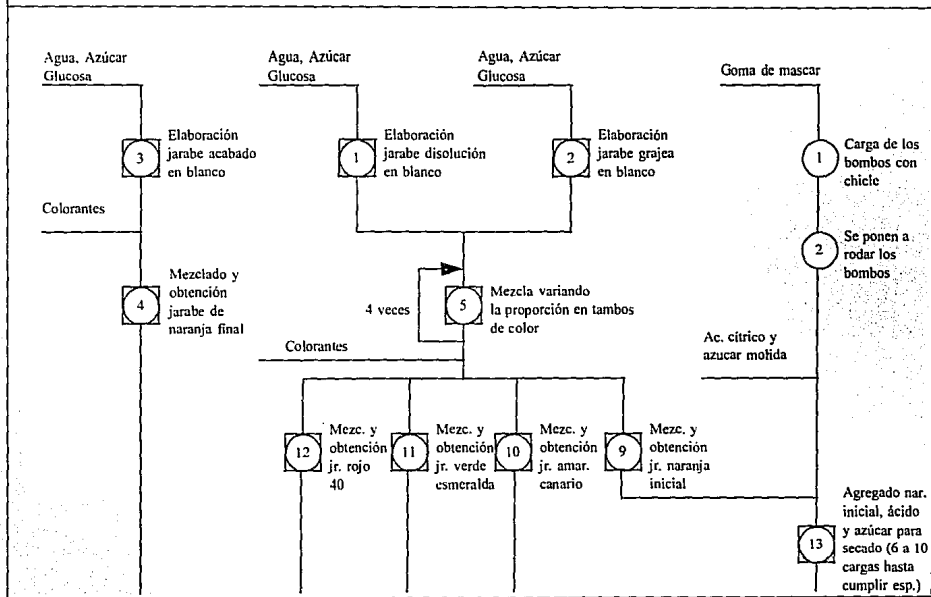 Agua, Azúcar
Glucosa
3
Elaboración
jarabe acabado
en blanco
Colorantes
4
Mezclado y
obtención
jarabe de
naranja final
Agua, Azúcar
Glucosa
1
Elaboración
jarabe disolución
en blanco
Agua, Azúcar
Glucosa
2
Elaboración
jarabe grajea
en blanco
4 veces
5
Mezcla variando
la proporción en tambos
de color
Colorantes
12
Mezc. y
obtención
jr. rojo
40
11
Mezc. y
obtención
jr. verde
esmeralda
10
Mezc. y
obtención
jr. amar.
canario
9
Mezc. y
obtención
jr. naranja
inicial
Goma de mascar
1
Carga de los
bombos con
chicle
2
Se ponen a
rodar los
bombos
Ac. cítrico y
azucar molida
13
Agregado nar.
inicial, ácido
y azúcar para
secado (6 a 10
cargas hasta
cumplir esp.)